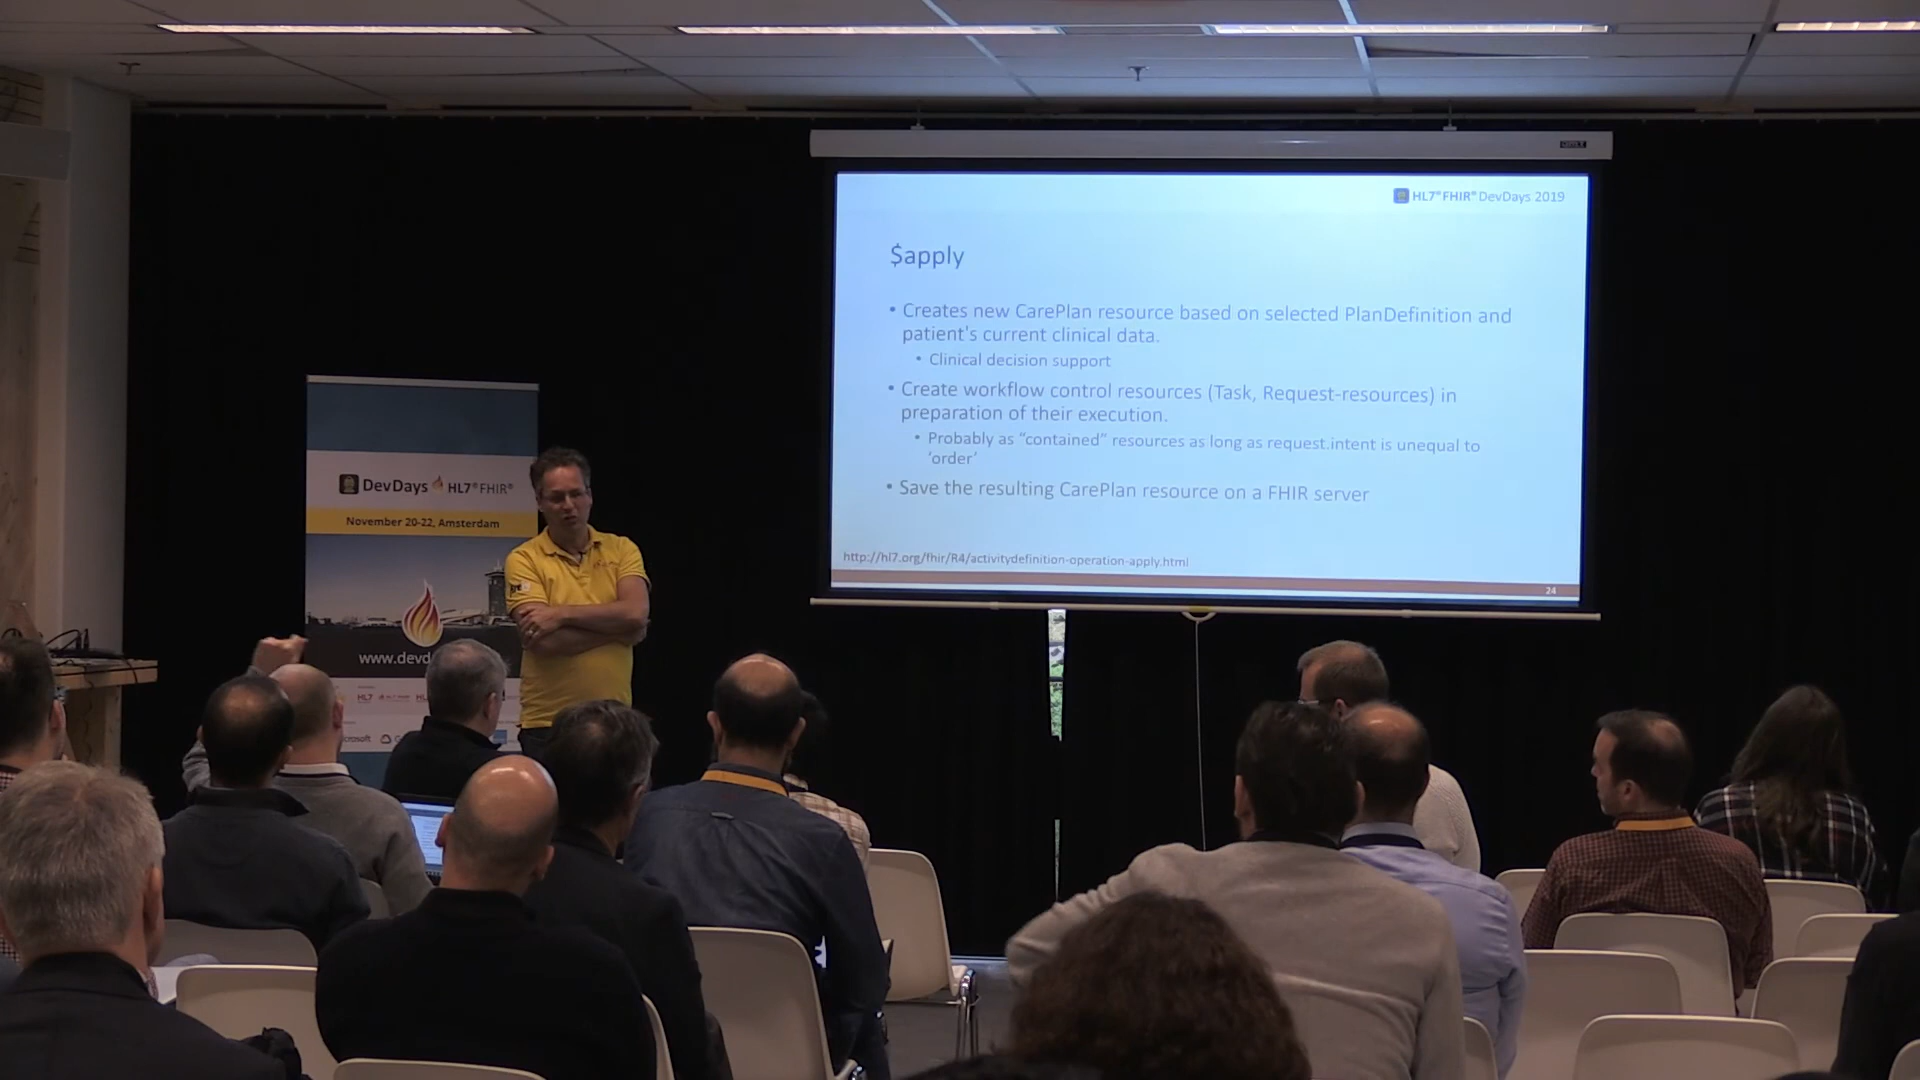 HL7® FHIR® DevDays 2019
$apply
• Creates new CarePlan resource based on selected PlanDefinition and
patient's current clinical data.
• Clinical decision support
• Create workflow control resources (Task, Request-resources) in
preparation of their execution.
• Probably as “contained” resources as long as request.intent is unequal to
‘order’
• Save the resulting CarePlan resource on a FHIR server
http://hl7.org/fhir/R4/activitydefinition-operation-apply.html
24
DevDays HL7® FHIR®
November 20-22, Amsterdam
www.devd
HL7